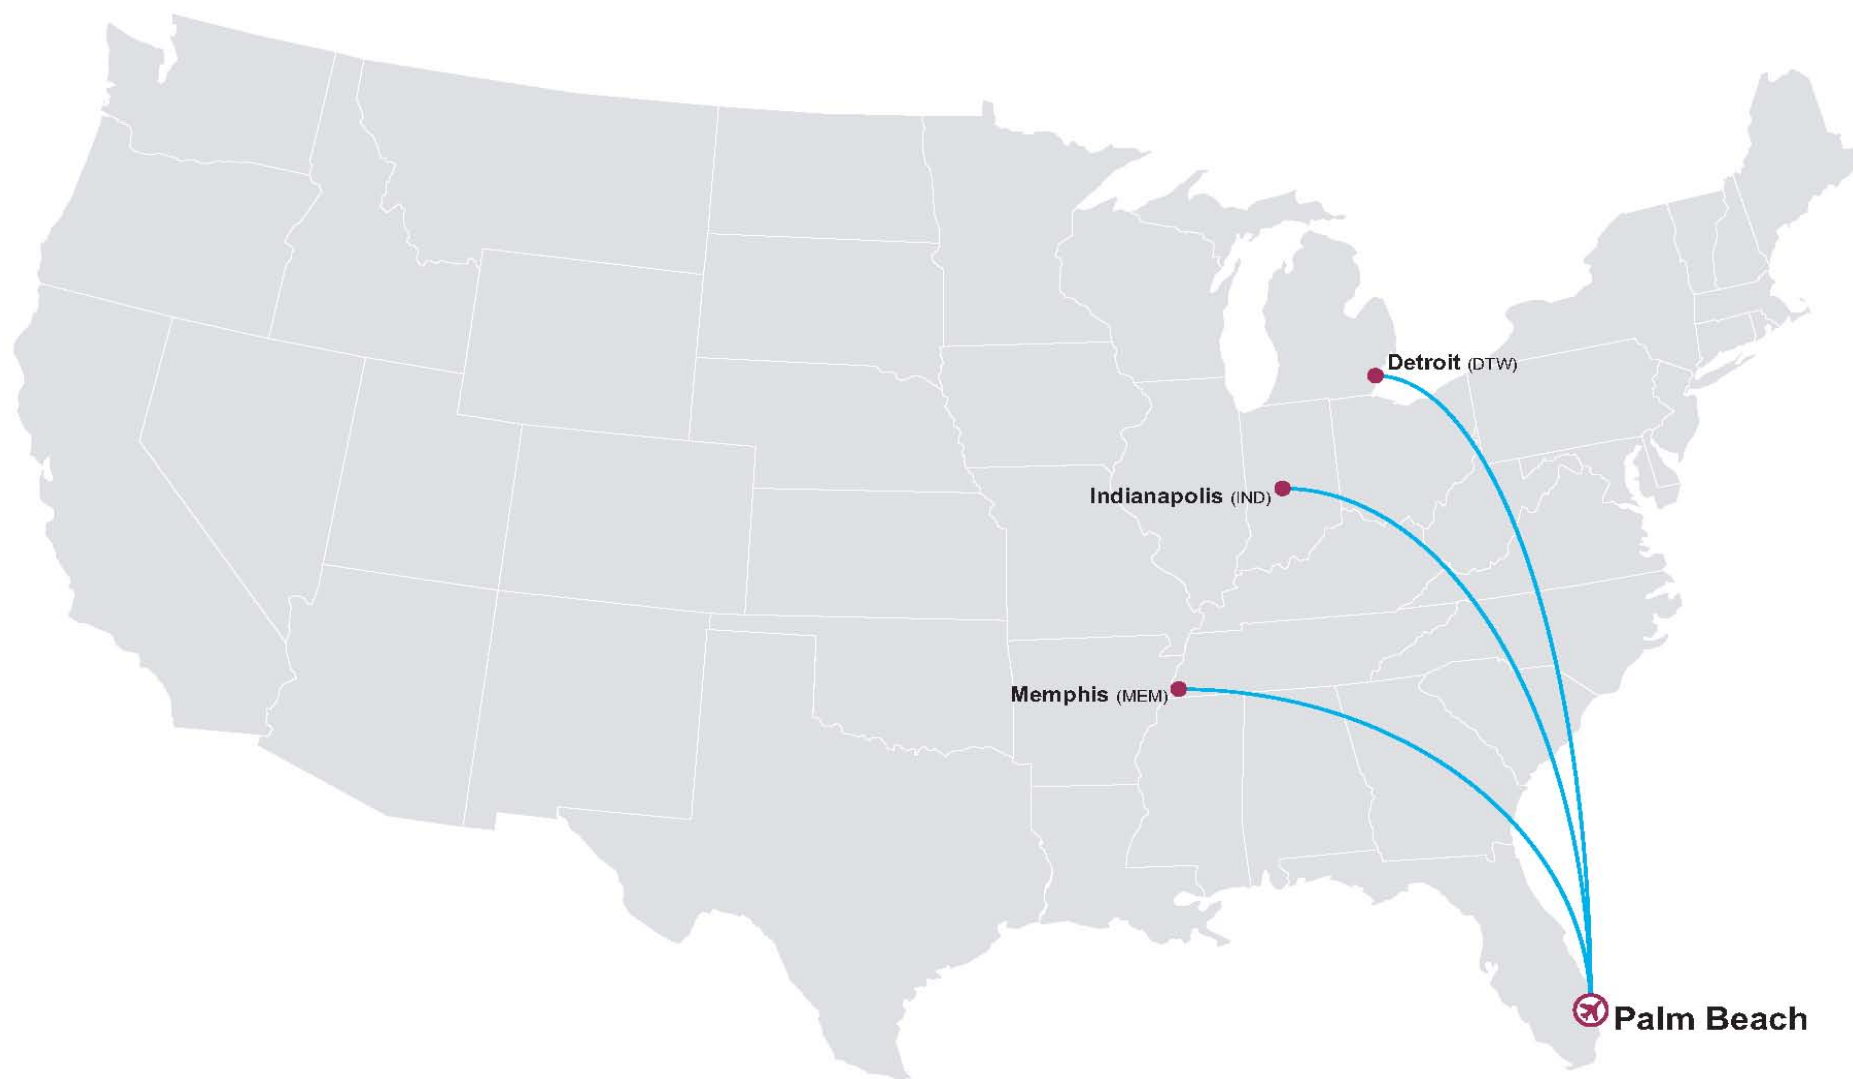 Detroit (DTW)
Indianapolis (IND)
Memphis (MEM)
Palm Beach